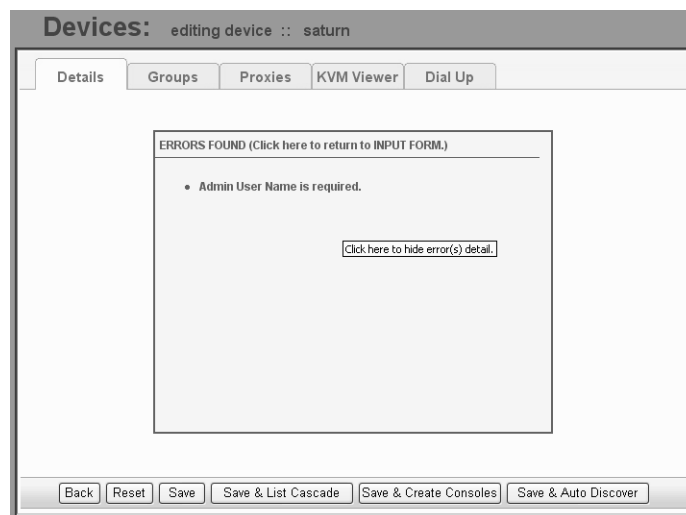 Devices: editing device :: saturn
Details Groups Proxies KVM Viewer Dial Up
ERRORS FOUND (Click here to return to INPUT FORM.)
• Admin User Name is required.
Click here to hide error(s) detail.
Back Reset Save Save & List Cascade Save & Create Consoles Save & Auto Discover